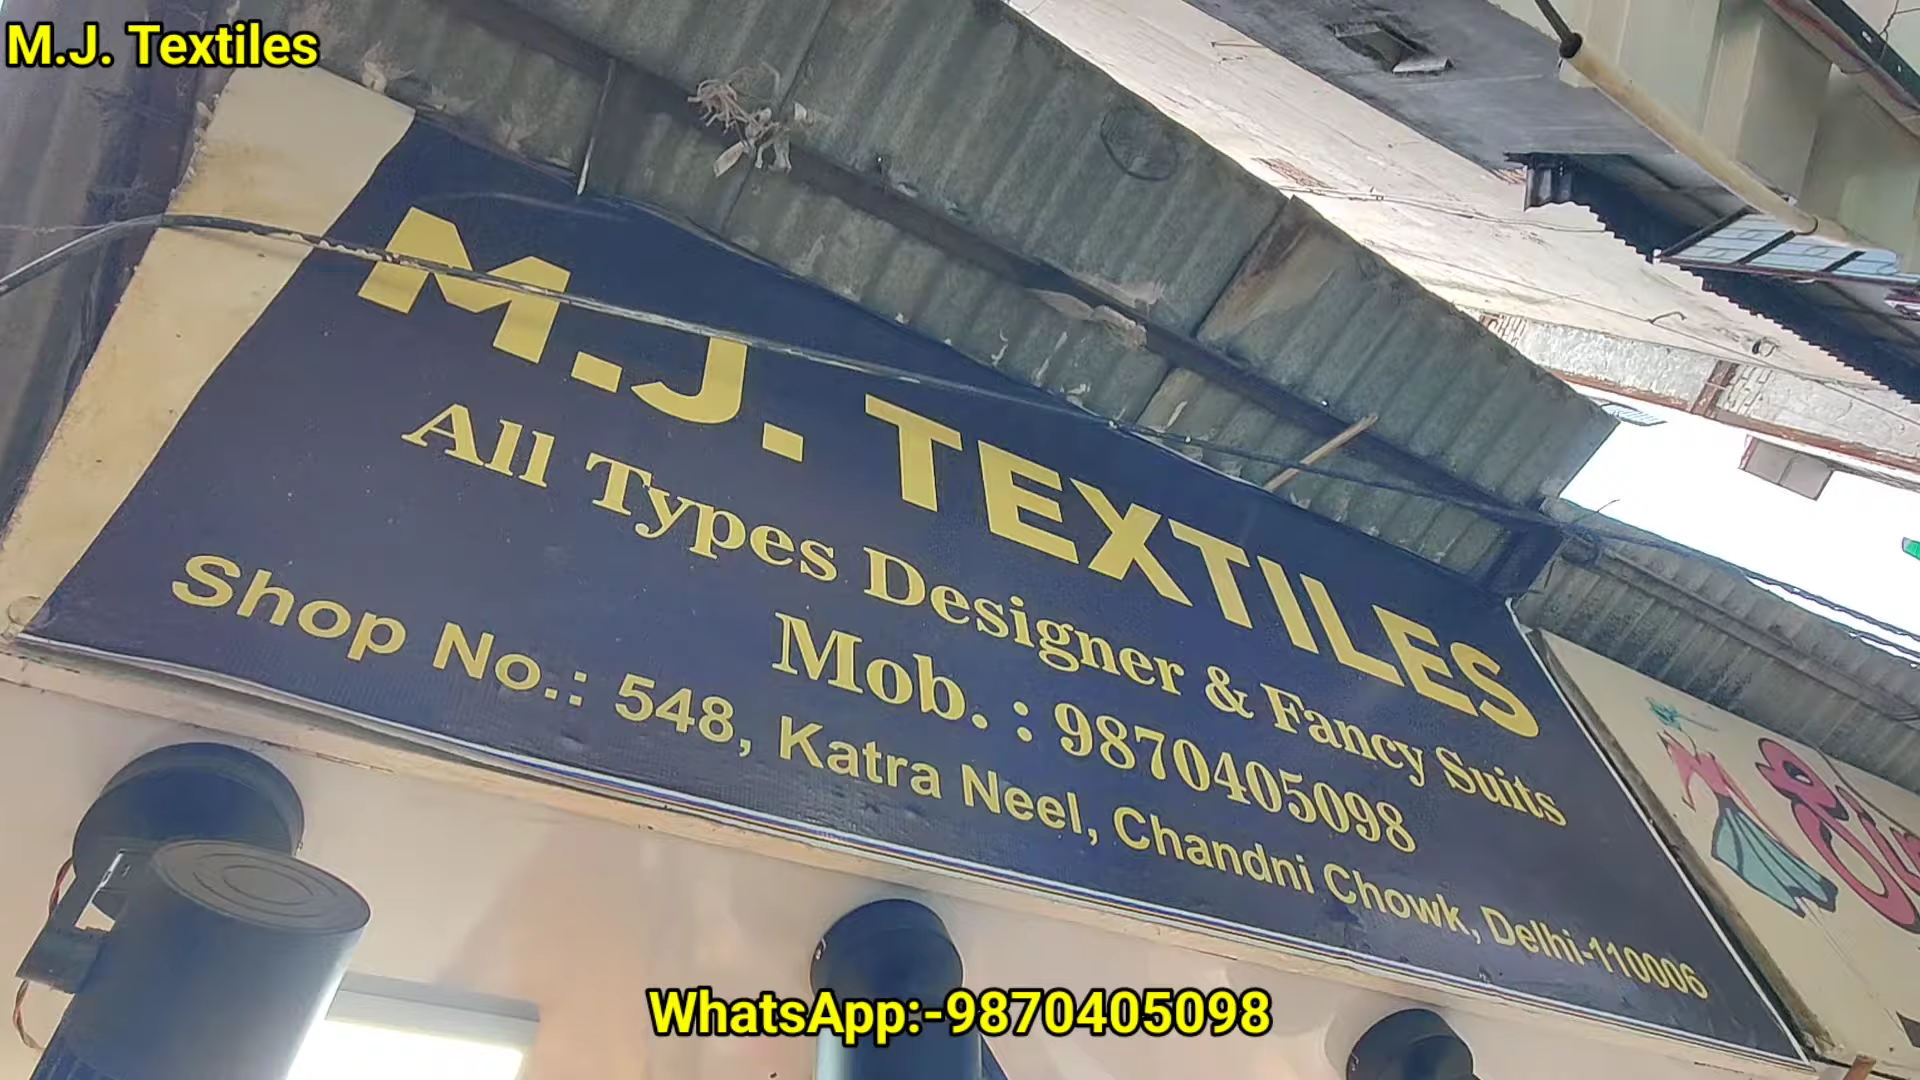 M.J. Textiles
M.J. TEXTILES
All Types Designer & Fancy Suits
Mob. : 9870405098
Shop No.: 548, Katra Neel, Chandni Chowk, Delhi-110006
WhatsApp:-9870405098